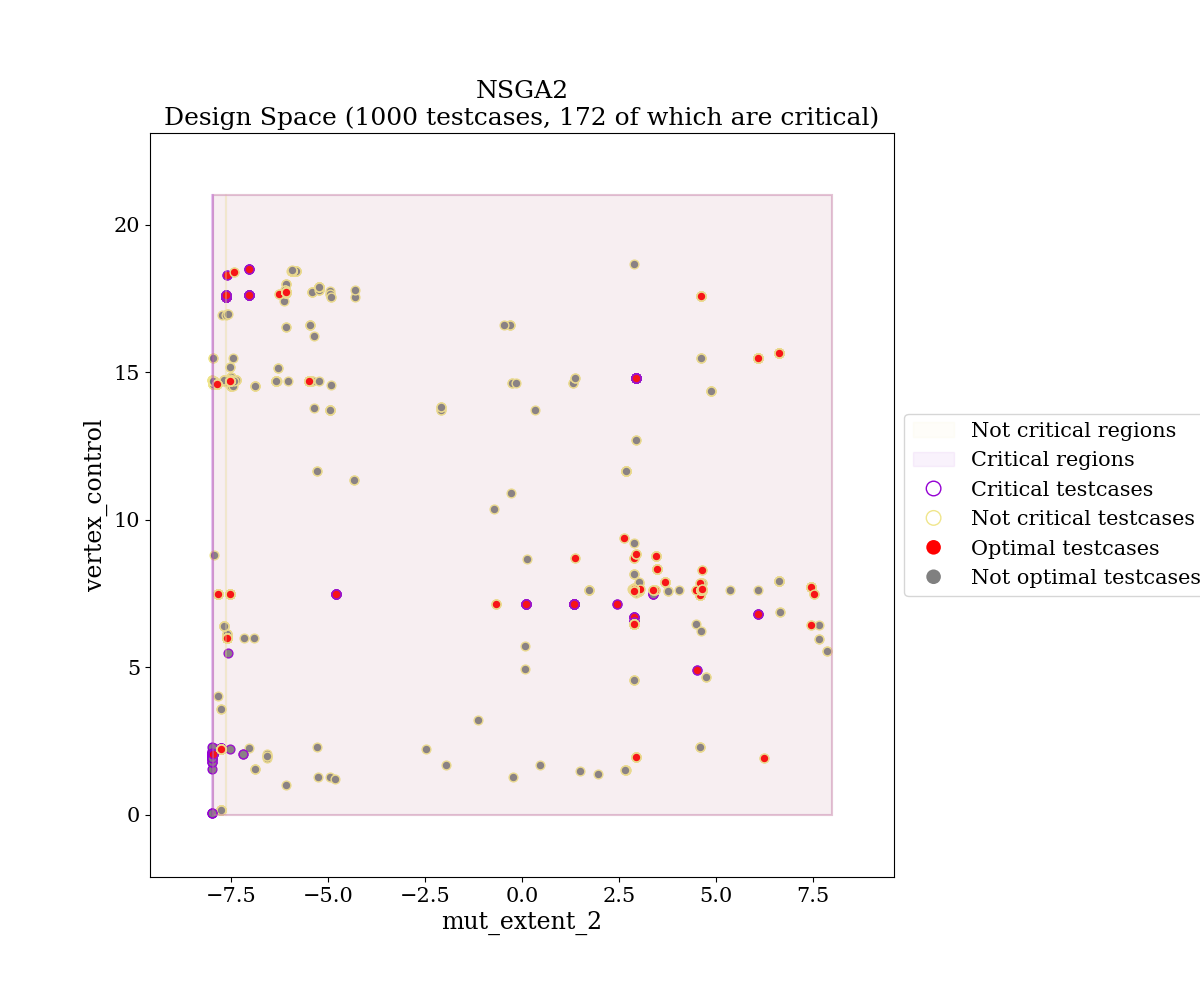 NSGA2
Design Space (1000 testcases, 172 of which are critical)
20
15
10
5
0
vertex_control
−7.5
−5.0
−2.5
0.0
2.5
5.0
7.5
mut_extent_2
Not critical regions
Critical regions
Critical testcases
Not critical testcases
Optimal testcases
Not optimal testcases